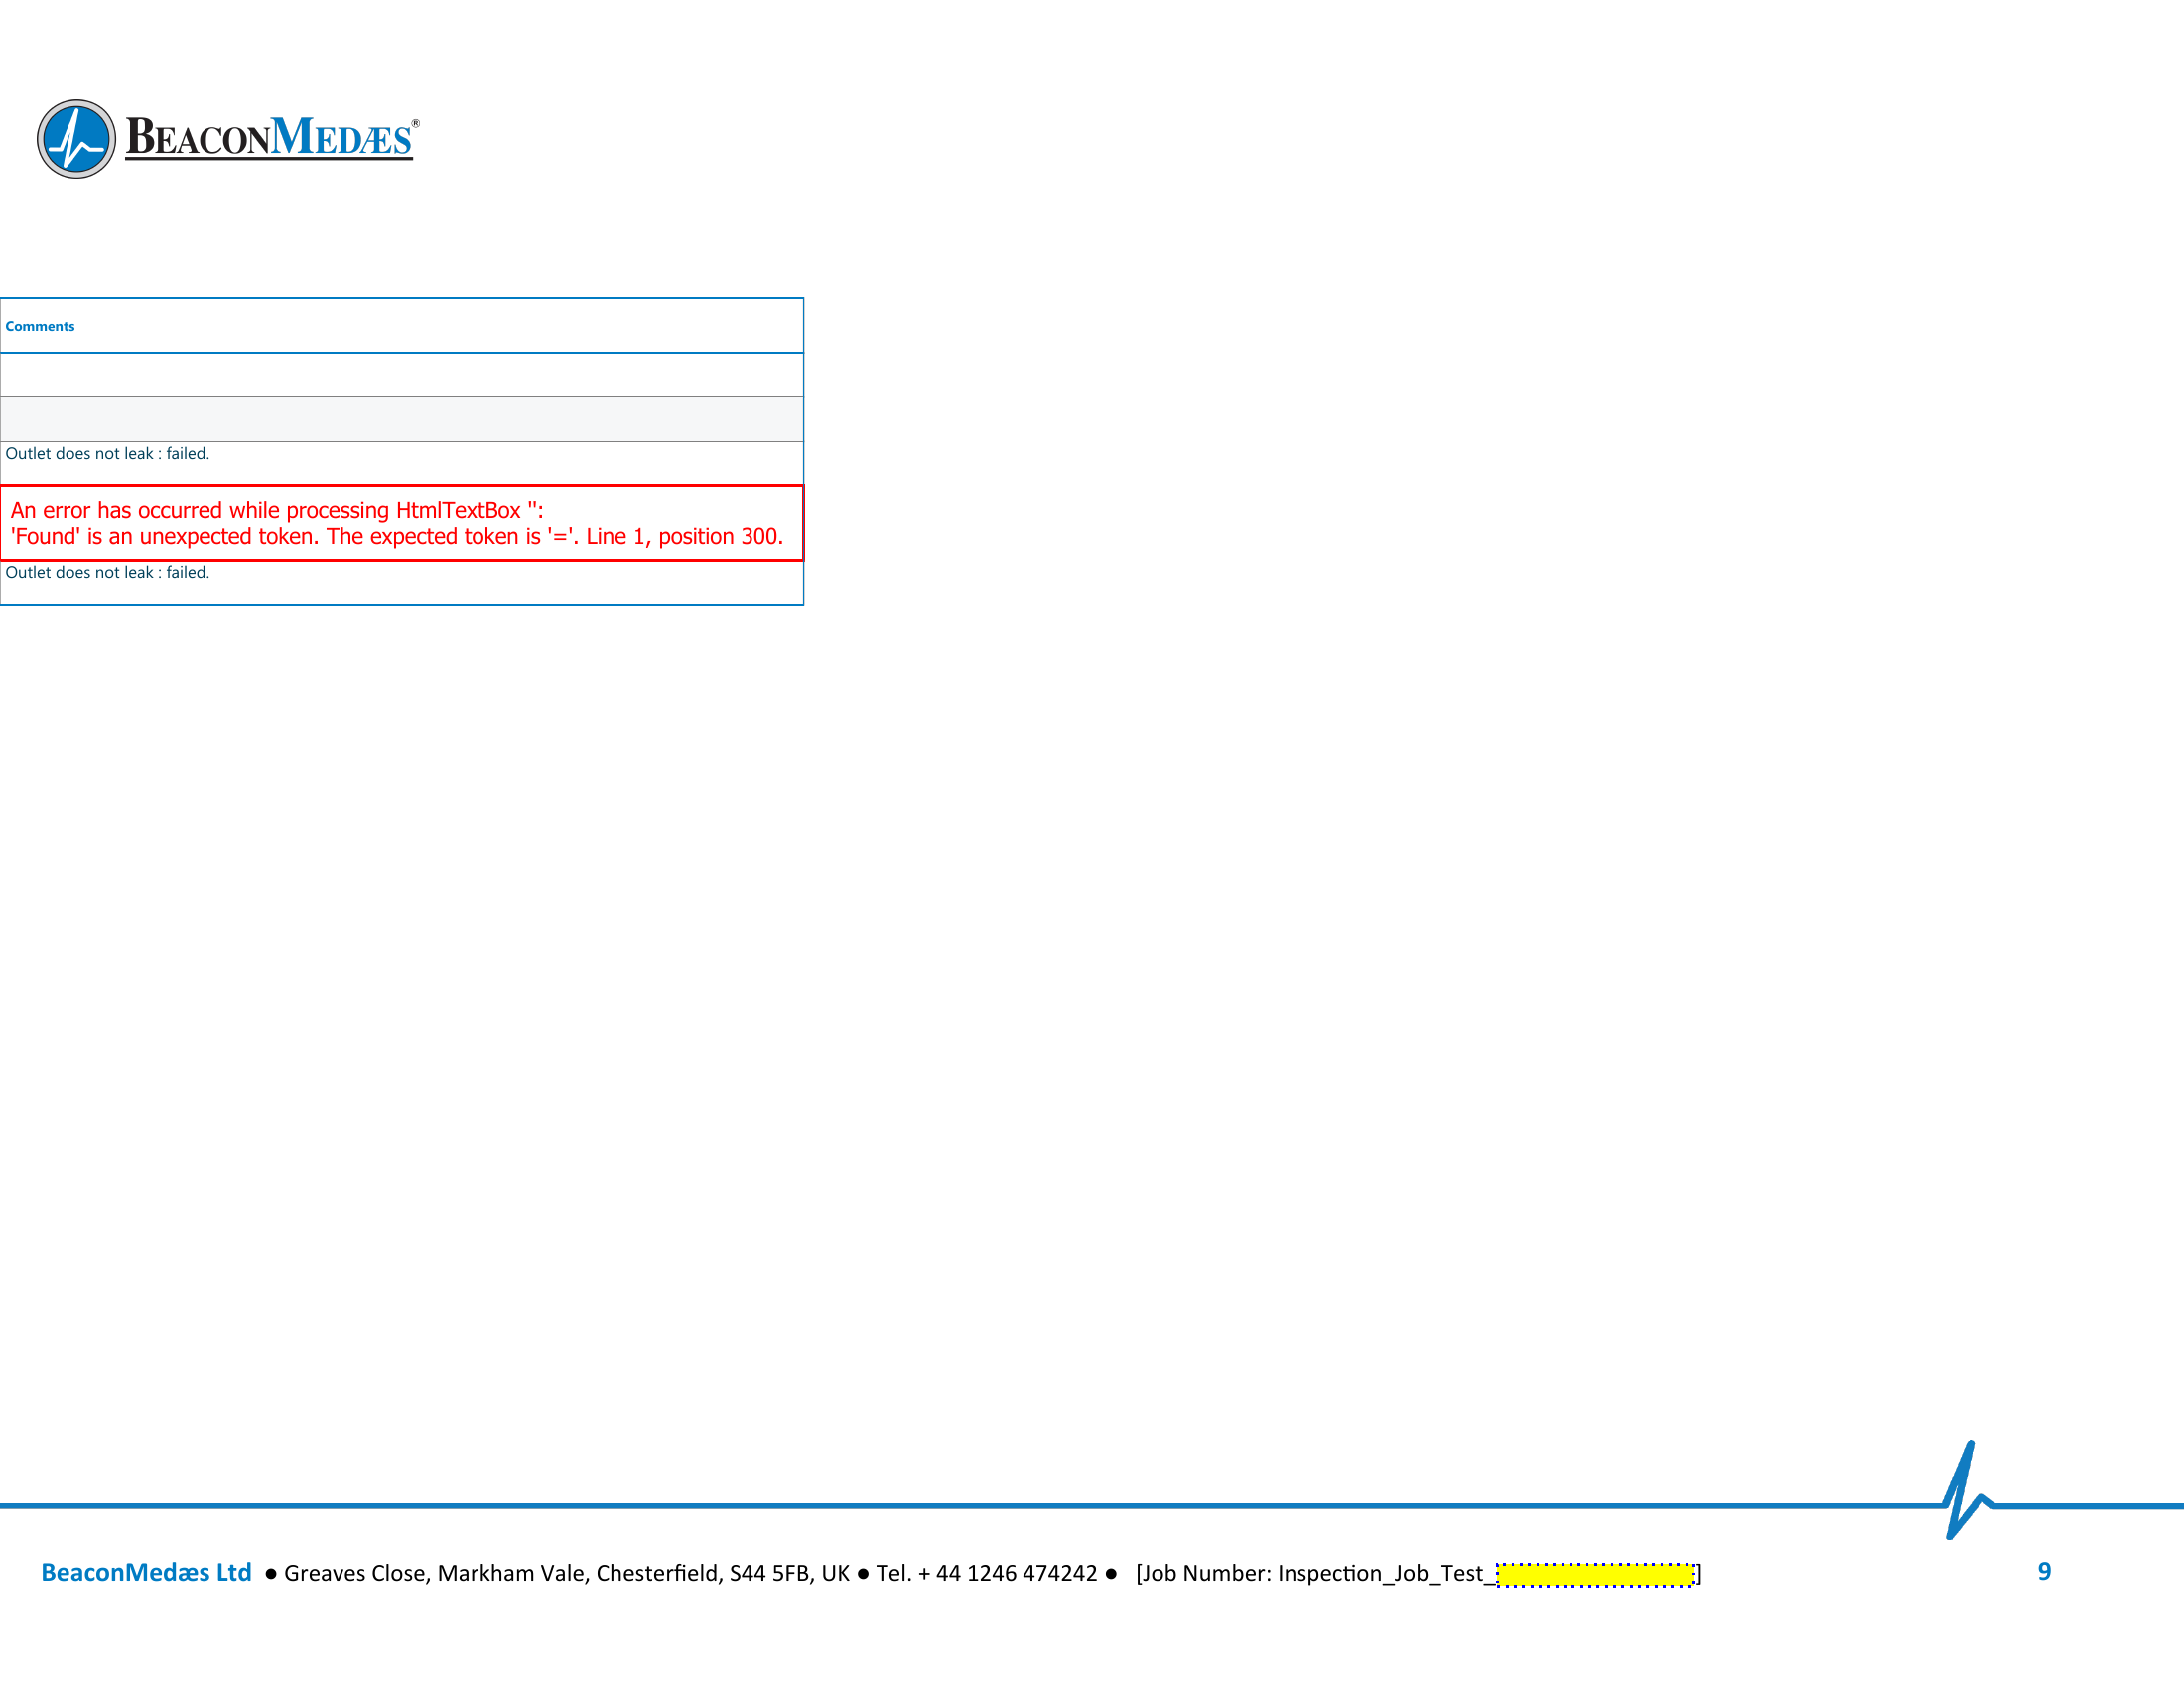 BEACONMEDÆS®
Comments
Outlet does not leak : failed.
An error has occurred while processing HtmlTextBox '':
'Found' is an unexpected token. The expected token is '='. Line 1, position 300.
Outlet does not leak : failed.
BeaconMedæs Ltd ● Greaves Close, Markham Vale, Chesterfield, S44 5FB, UK ● Tel. + 44 1246 474242 ● [Job Number: Inspection_Job_Test_] 9